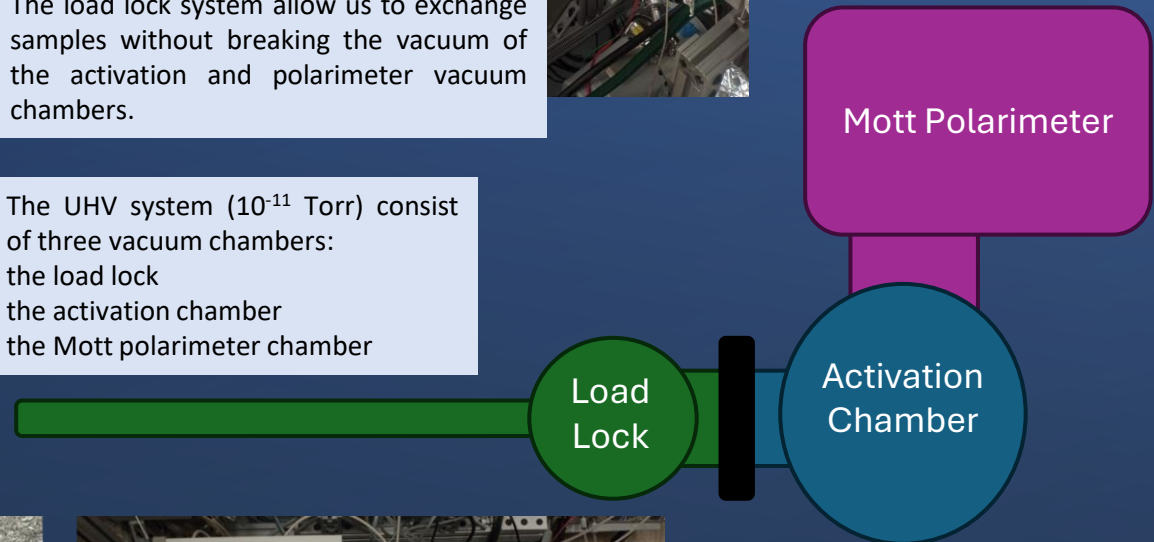 The load lock system allow us to exchange
samples without breaking the vacuum of
the activation and polarimeter vacuum
chambers.
Mott Polarimeter
The UHV system (10⁻¹¹ Torr) consist
of three vacuum chambers:
the load lock
the activation chamber
the Mott polarimeter chamber
Load
Lock
Activation
Chamber